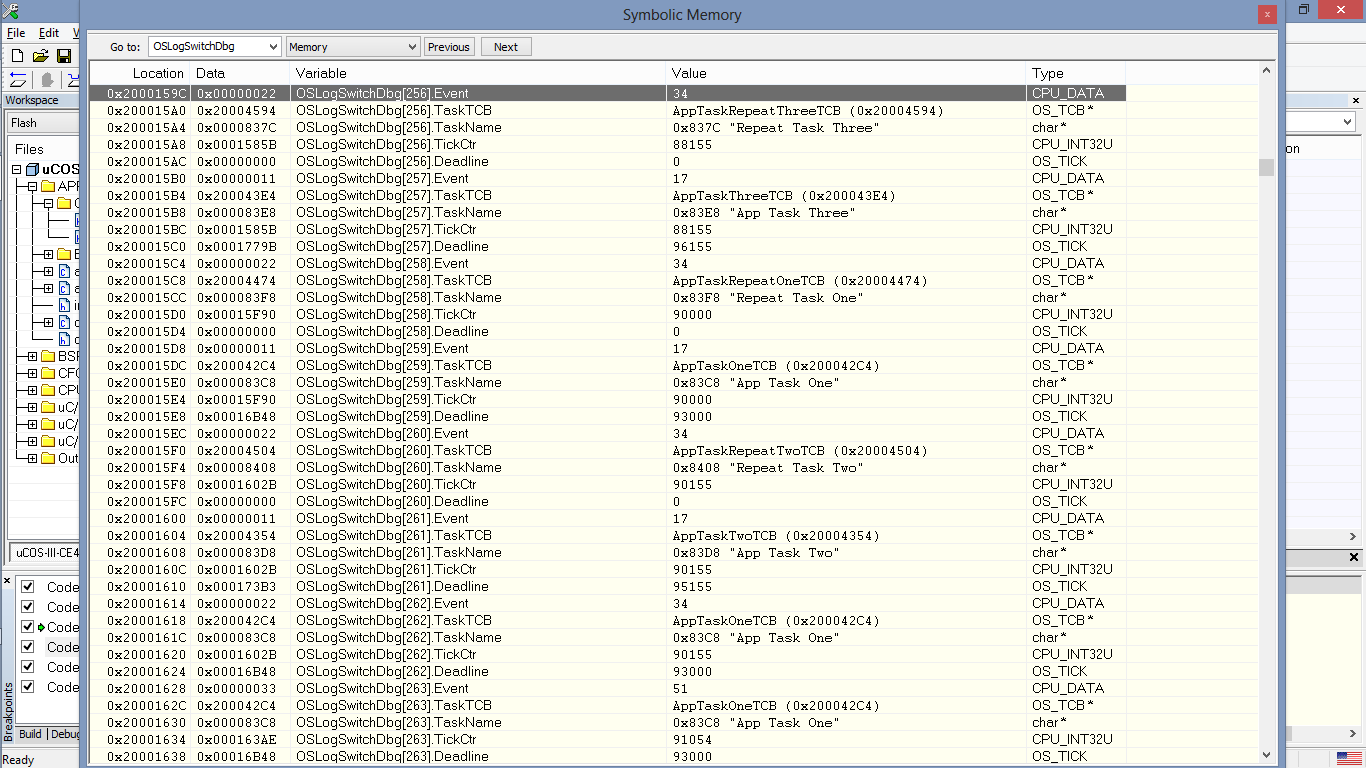 Symbolic Memory
File Edit
Go to: OSLogSwitchDbg Memory Previous Next
Workspace
Flash
Files
uCOS
BSP
Location Data Variable Value Type
0x2000159C 0x00000022 OSLogSwitchDbg[256].Event 34 CPU_DATA
0x200015A0 0x20004594 OSLogSwitchDbg[256].TaskTCB AppTaskRepeatThreeTCB (0x20004594) OS_TCB*
0x200015A4 0x0000837C OSLogSwitchDbg[256].TaskName 0x837C "Repeat Task Three" char*
0x200015A8 0x0001585B OSLogSwitchDbg[256].TickCtr 88155 CPU_INT32U
0x200015AC 0x00000000 OSLogSwitchDbg[256].Deadline 0 OS_TICK
0x200015B0 0x00000011 OSLogSwitchDbg[257].Event 17 CPU_DATA
0x200015B4 0x200043E4 OSLogSwitchDbg[257].TaskTCB AppTaskThreeTCB (0x200043E4) OS_TCB*
0x200015B8 0x000083E8 OSLogSwitchDbg[257].TaskName 0x83E8 "App Task Three" char*
0x200015BC 0x0001585B OSLogSwitchDbg[257].TickCtr 88155 CPU_INT32U
0x200015C0 0x0001779B OSLogSwitchDbg[257].Deadline 96155 OS_TICK
0x200015C4 0x00000022 OSLogSwitchDbg[258].Event 34 CPU_DATA
0x200015C8 0x20004474 OSLogSwitchDbg[258].TaskTCB AppTaskRepeatOneTCB (0x20004474) OS_TCB*
0x200015CC 0x000083F8 OSLogSwitchDbg[258].TaskName 0x83F8 "Repeat Task One" char*
0x200015D0 0x00015F90 OSLogSwitchDbg[258].TickCtr 90000 CPU_INT32U
0x200015D4 0x00000000 OSLogSwitchDbg[258].Deadline 0 OS_TICK
0x200015D8 0x00000011 OSLogSwitchDbg[259].Event 17 CPU_DATA
0x200015DC 0x200042C4 OSLogSwitchDbg[259].TaskTCB AppTaskOneTCB (0x200042C4) OS_TCB*
0x200015E0 0x000083C8 OSLogSwitchDbg[259].TaskName 0x83C8 "App Task One" char*
0x200015E4 0x00015F90 OSLogSwitchDbg[259].TickCtr 90000 CPU_INT32U
0x200015E8 0x00016B48 OSLogSwitchDbg[259].Deadline 93000 OS_TICK
0x200015EC 0x00000022 OSLogSwitchDbg[260].Event 34 CPU_DATA
0x200015F0 0x20004504 OSLogSwitchDbg[260].TaskTCB AppTaskRepeatTwoTCB (0x20004504) OS_TCB*
0x200015F4 0x00008408 OSLogSwitchDbg[260].TaskName 0x8408 "Repeat Task Two" char*
0x200015F8 0x0001602B OSLogSwitchDbg[260].TickCtr 90155 CPU_INT32U
0x200015FC 0x00000000 OSLogSwitchDbg[260].Deadline 0 OS_TICK
0x20001600 0x00000011 OSLogSwitchDbg[261].Event 17 CPU_DATA
0x20001604 0x20004354 OSLogSwitchDbg[261].TaskTCB AppTaskTwoTCB (0x20004354) OS_TCB*
0x20001608 0x000083D8 OSLogSwitchDbg[261].TaskName 0x83D8 "App Task Two" char*
0x2000160C 0x0001602B OSLogSwitchDbg[261].TickCtr 90155 CPU_INT32U
0x20001610 0x000173B3 OSLogSwitchDbg[261].Deadline 95155 OS_TICK
0x20001614 0x00000022 OSLogSwitchDbg[262].Event 34 CPU_DATA
0x20001618 0x200042C4 OSLogSwitchDbg[262].TaskTCB AppTaskOneTCB (0x200042C4) OS_TCB*
0x2000161C 0x000083C8 OSLogSwitchDbg[262].TaskName 0x83C8 "App Task One" char*
0x20001620 0x0001602B OSLogSwitchDbg[262].TickCtr 90155 CPU_INT32U
0x20001624 0x00016B48 OSLogSwitchDbg[262].Deadline 93000 OS_TICK
0x20001628 0x00000033 OSLogSwitchDbg[263].Event 51 CPU_DATA
0x2000162C 0x200042C4 OSLogSwitchDbg[263].TaskTCB AppTaskOneTCB (0x200042C4) OS_TCB*
0x20001630 0x000083C8 OSLogSwitchDbg[263].TaskName 0x83C8 "App Task One" char*
0x20001634 0x000163AE OSLogSwitchDbg[263].TickCtr 91054 CPU_INT32U
0x20001638 0x00016B48 OSLogSwitchDbg[263].Deadline 93000 OS_TICK
uCOS-III-CE4
Code
Code
Code
Code
Code
Code
Breakpoints
Build Debug
Ready